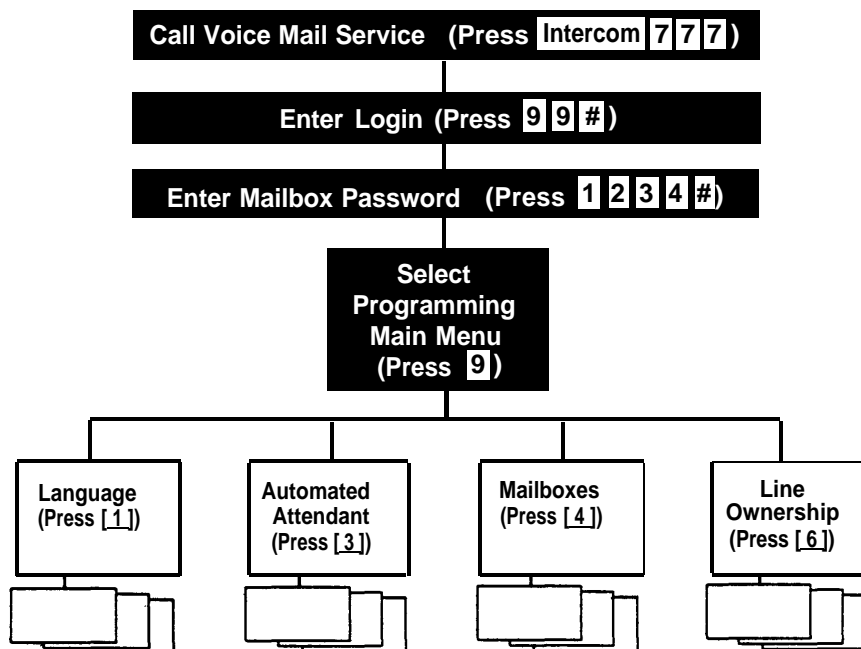 Call Voice Mail Service (Press Intercom 7 7 7 )
Enter Login (Press 9 9 # )
Enter Mailbox Password (Press 1 2 3 4 #)
Select
Programming
Main Menu
(Press 9 )
Language
(Press [ 1 ])
Automated
Attendant
(Press [ 3 ])
Mailboxes
(Press [ 4 ])
Line
Ownership
(Press [ 6 ])